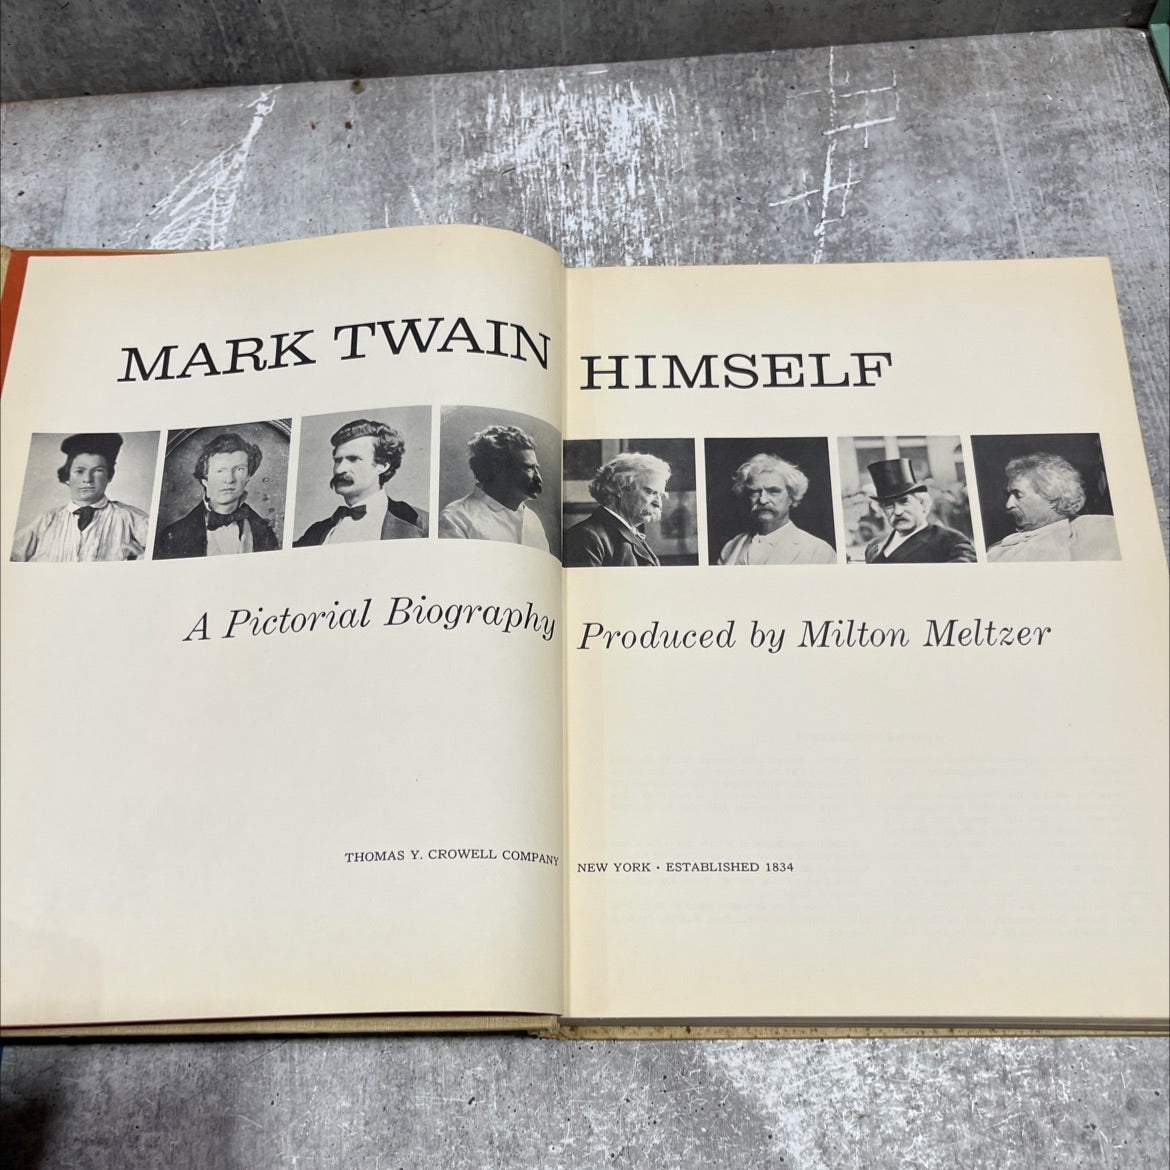 MARK TWAIN HIMSELF
A Pictorial Biography Produced by Milton Meltzer
THOMAS Y. CROWELL COMPANY NEW YORK · ESTABLISHED 1834